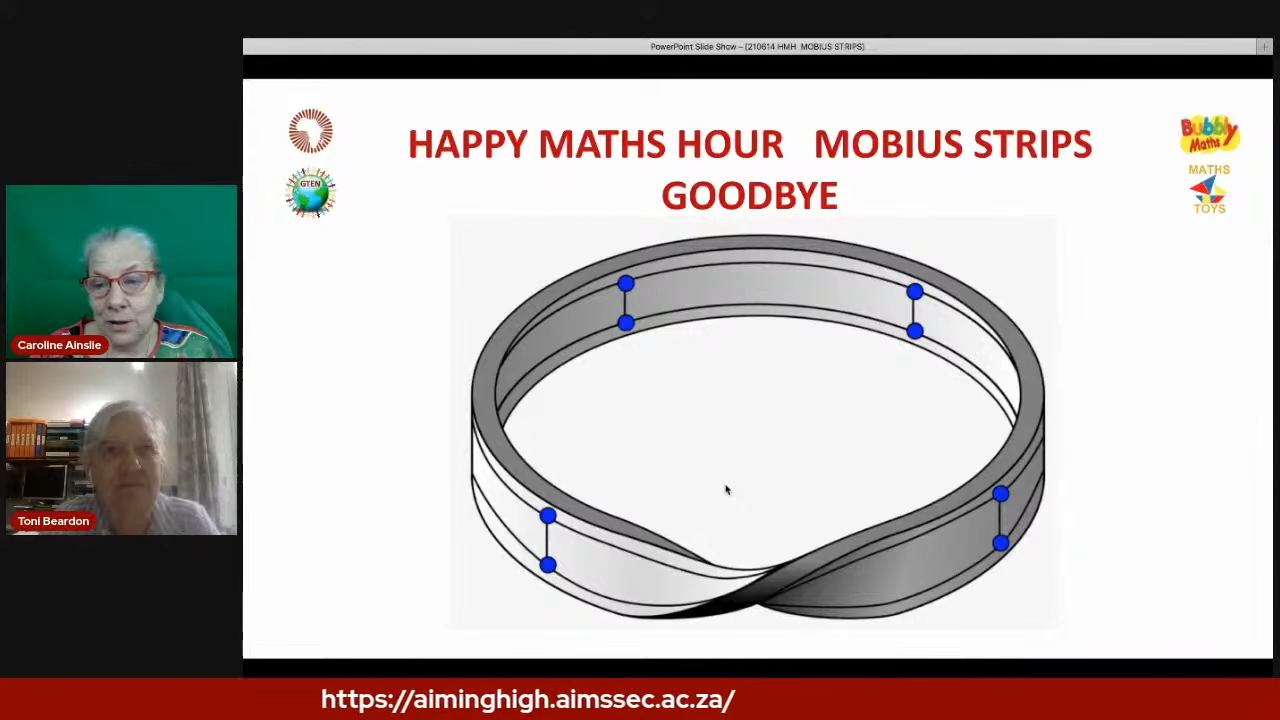 PowerPoint Slide Show – [210614 HMH  MOBIUS STRIPS]
HAPPY MATHS HOUR   MOBIUS STRIPS
GOODBYE
GTEN
Bubbly
Maths
MATHS
TOYS
Caroline Ainslie
Toni Beardon
https://aiminghigh.aimssec.ac.za/